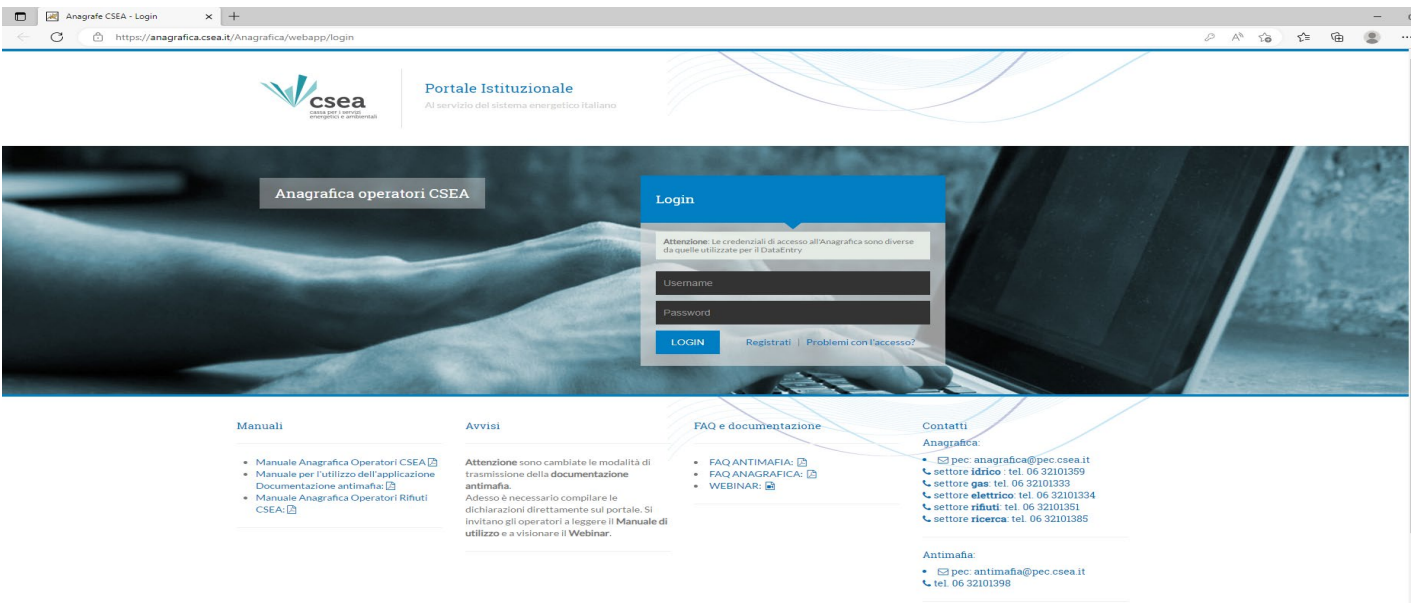 Anagrafe CSEA - Login
https://anagrafica.csea.it/Anagrafica/webapp/login
csea
cassa per i servizi
energetici e ambientali
Portale Istituzionale
Al servizio del sistema energetico italiano
Anagrafica operatori CSEA
Login
Attenzione: Le credenziali di accesso all'Anagrafica sono diverse
da quelle utilizzate per il DataEntry
Username
Password
LOGIN
Registrati | Problemi con l'accesso?
Manuali
Manuale Anagrafica Operatori CSEA
Manuale per l'utilizzo dell'applicazione
Documentazione antimafia:
Manuale Anagrafica Operatori Rifiuti
CSEA:
Avvisi
Attenzione sono cambiate le modalità di
trasmissione della documentazione
antimafia.
Adesso è necessario compilare le
dichiarazioni direttamente sul portale. Si
invitano gli operatori a leggere il Manuale di
utilizzo e a visionare il Webinar.
FAQ e documentazione
FAQ ANTIMAFIA:
FAQ ANAGRAFICA:
WEBINAR:
Contatti
Anagrafica:
pec: anagrafica@pec.csea.it
settore idrico : tel. 06 32101359
settore gas: tel. 06 32101333
settore elettrico: tel. 06 32101334
settore rifiuti: tel. 06 32101351
settore ricerca: tel. 06 32101385
Antimafia:
pec: antimafia@pec.csea.it
tel. 06 32101398